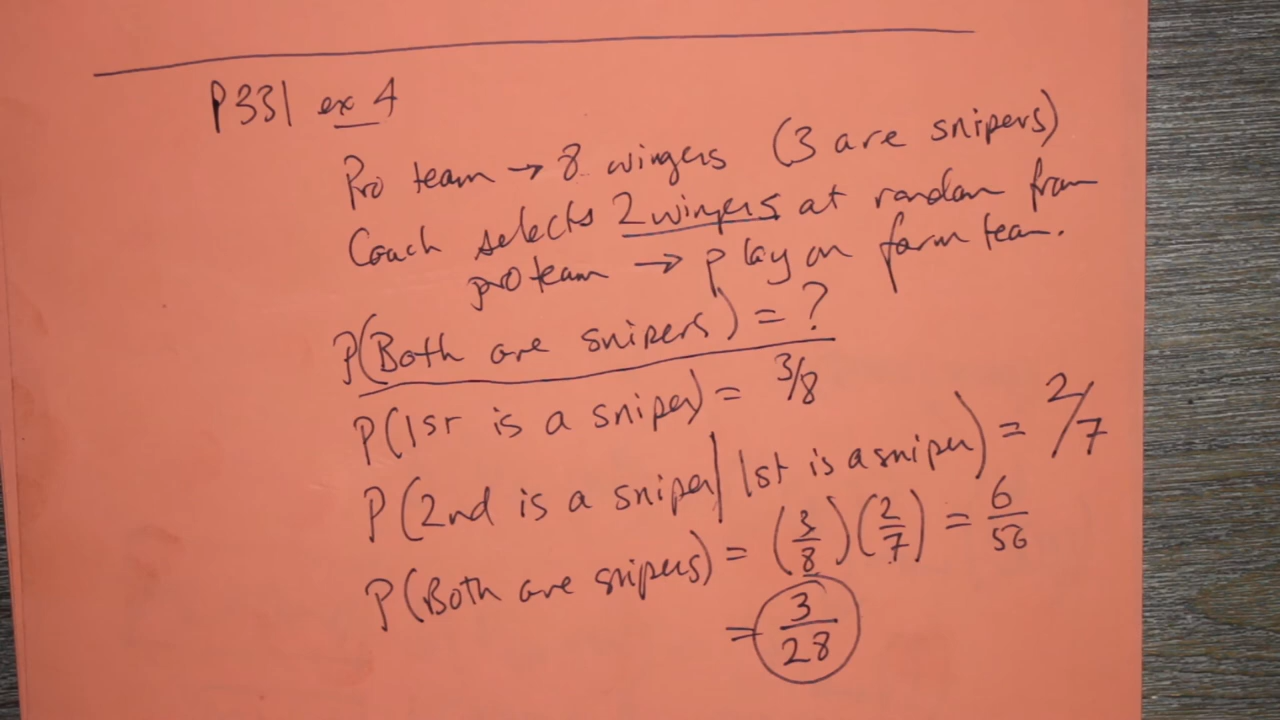 P331 ex 4
Pro team → 8 wingers (3 are snipers)
Coach selects 2 wingers at random from
pro team → play on farm team.
P(Both are snipers) = ?
P(1st is a sniper) = 3/8
P(2nd is a sniper | 1st is a sniper) = 2/7
P(Both are snipers) = (3/8)(2/7) = 6/56
= 3/28